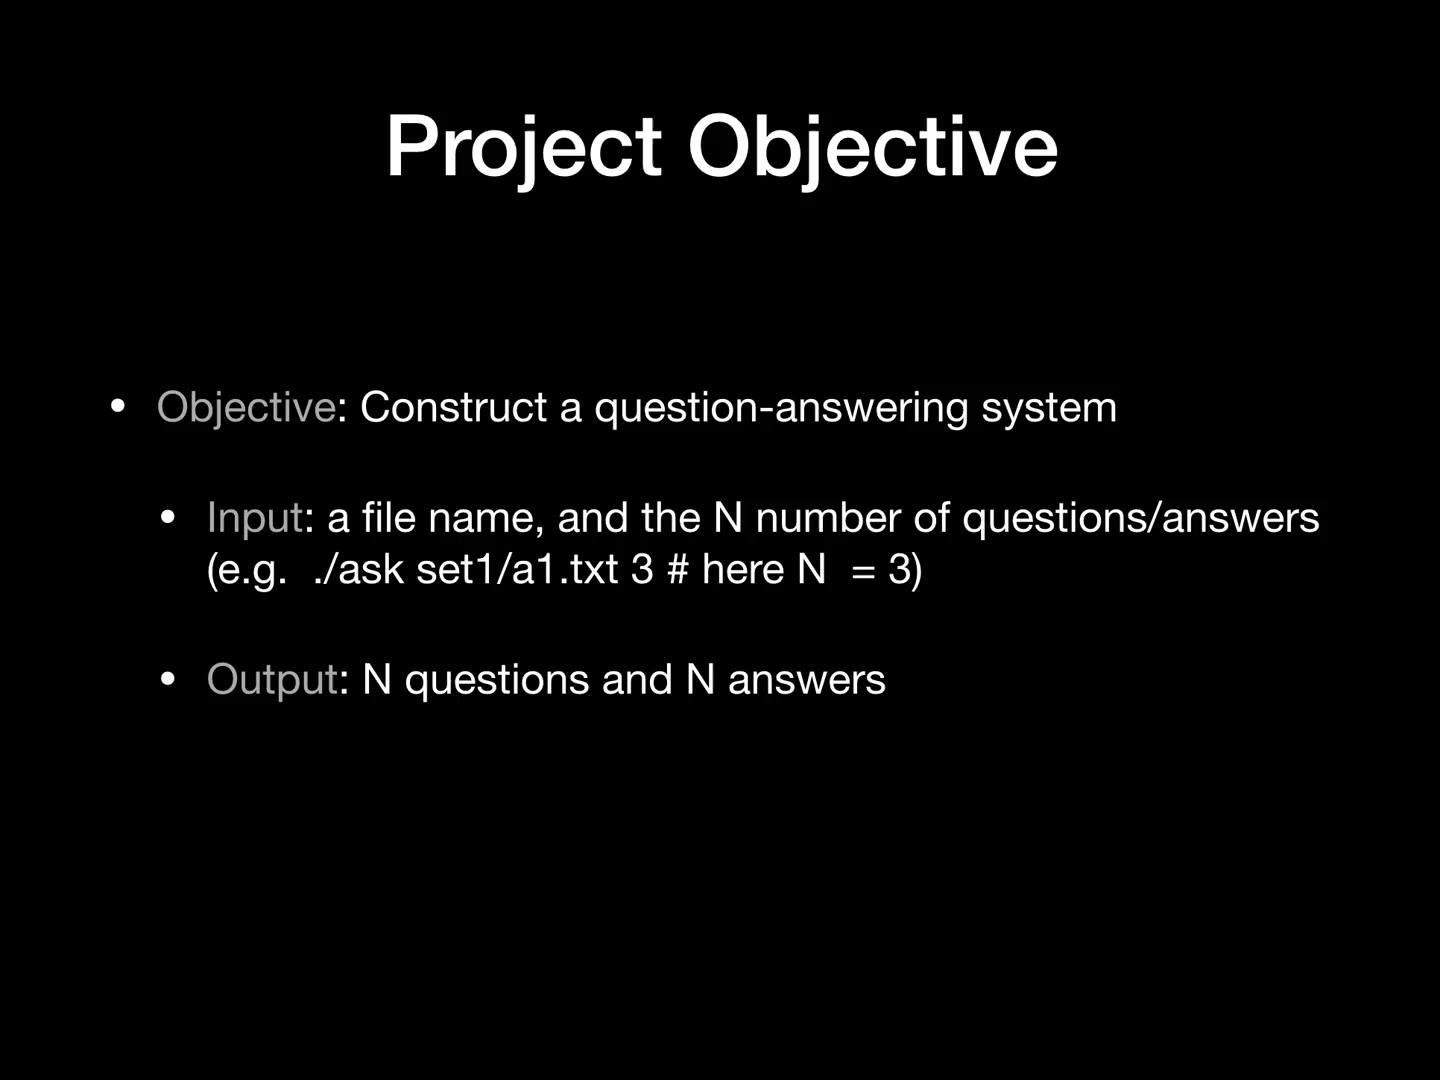 Project Objective
• Objective: Construct a question-answering system
• Input: a file name, and the N number of questions/answers
(e.g.  ./ask set1/a1.txt 3 # here N  = 3)
• Output: N questions and N answers